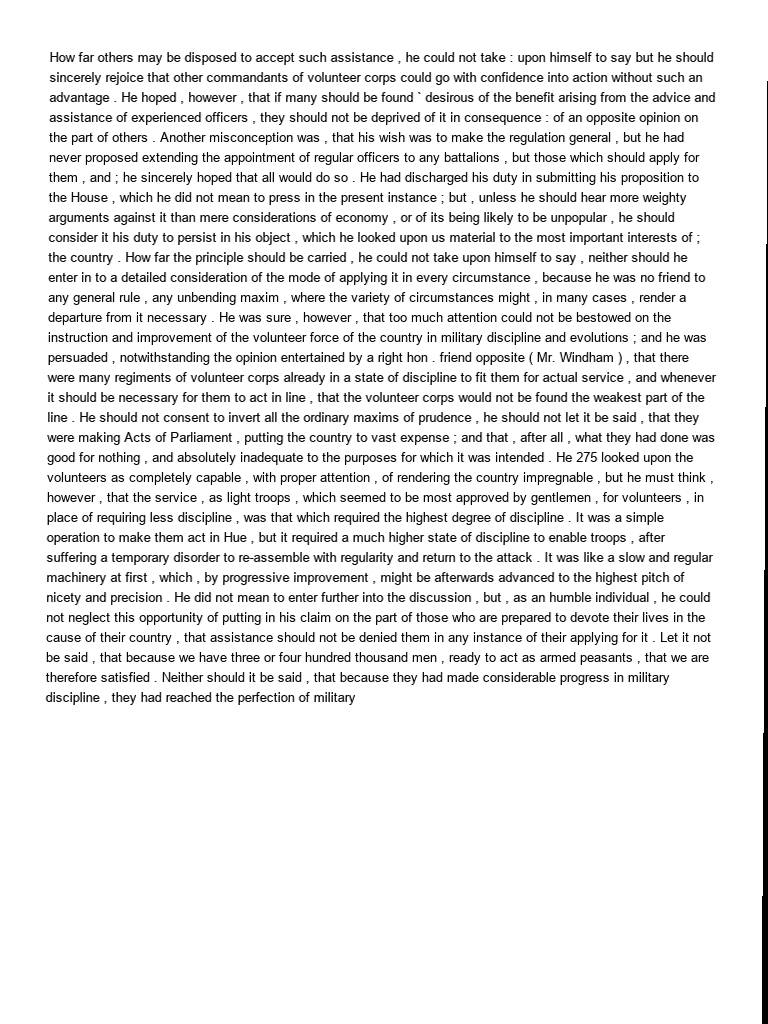 How far others may be disposed to accept such assistance , he could not take : upon himself to say but he should
sincerely rejoice that other commandants of volunteer corps could go with confidence into action without such an
advantage . He hoped , however , that if many should be found ` desirous of the benefit arising from the advice and
assistance of experienced officers , they should not be deprived of it in consequence : of an opposite opinion on
the part of others . Another misconception was , that his wish was to make the regulation general , but he had
never proposed extending the appointment of regular officers to any battalions , but those which should apply for
them , and ; he sincerely hoped that all would do so . He had discharged his duty in submitting his proposition to
the House , which he did not mean to press in the present instance ; but , unless he should hear more weighty
arguments against it than mere considerations of economy , or of its being likely to be unpopular , he should
consider it his duty to persist in his object , which he looked upon us material to the most important interests of ;
the country . How far the principle should be carried , he could not take upon himself to say , neither should he
enter in to a detailed consideration of the mode of applying it in every circumstance , because he was no friend to
any general rule , any unbending maxim , where the variety of circumstances might , in many cases , render a
departure from it necessary . He was sure , however , that too much attention could not be bestowed on the
instruction and improvement of the volunteer force of the country in military discipline and evolutions ; and he was
persuaded , notwithstanding the opinion entertained by a right hon . friend opposite ( Mr. Windham ) , that there
were many regiments of volunteer corps already in a state of discipline to fit them for actual service , and whenever
it should be necessary for them to act in line , that the volunteer corps would not be found the weakest part of the
line . He should not consent to invert all the ordinary maxims of prudence , he should not let it be said , that they
were making Acts of Parliament , putting the country to vast expense ; and that , after all , what they had done was
good for nothing , and absolutely inadequate to the purposes for which it was intended . He 275 looked upon the
volunteers as completely capable , with proper attention , of rendering the country impregnable , but he must think ,
however , that the service , as light troops , which seemed to be most approved by gentlemen , for volunteers , in
place of requiring less discipline , was that which required the highest degree of discipline . It was a simple
operation to make them act in Hue , but it required a much higher state of discipline to enable troops , after
suffering a temporary disorder to re-assemble with regularity and return to the attack . It was like a slow and regular
machinery at first , which , by progressive improvement , might be afterwards advanced to the highest pitch of
nicety and precision . He did not mean to enter further into the discussion , but , as an humble individual , he could
not neglect this opportunity of putting in his claim on the part of those who are prepared to devote their lives in the
cause of their country , that assistance should not be denied them in any instance of their applying for it . Let it not
be said , that because we have three or four hundred thousand men , ready to act as armed peasants , that we are
therefore satisfied . Neither should it be said , that because they had made considerable progress in military
discipline , they had reached the perfection of military